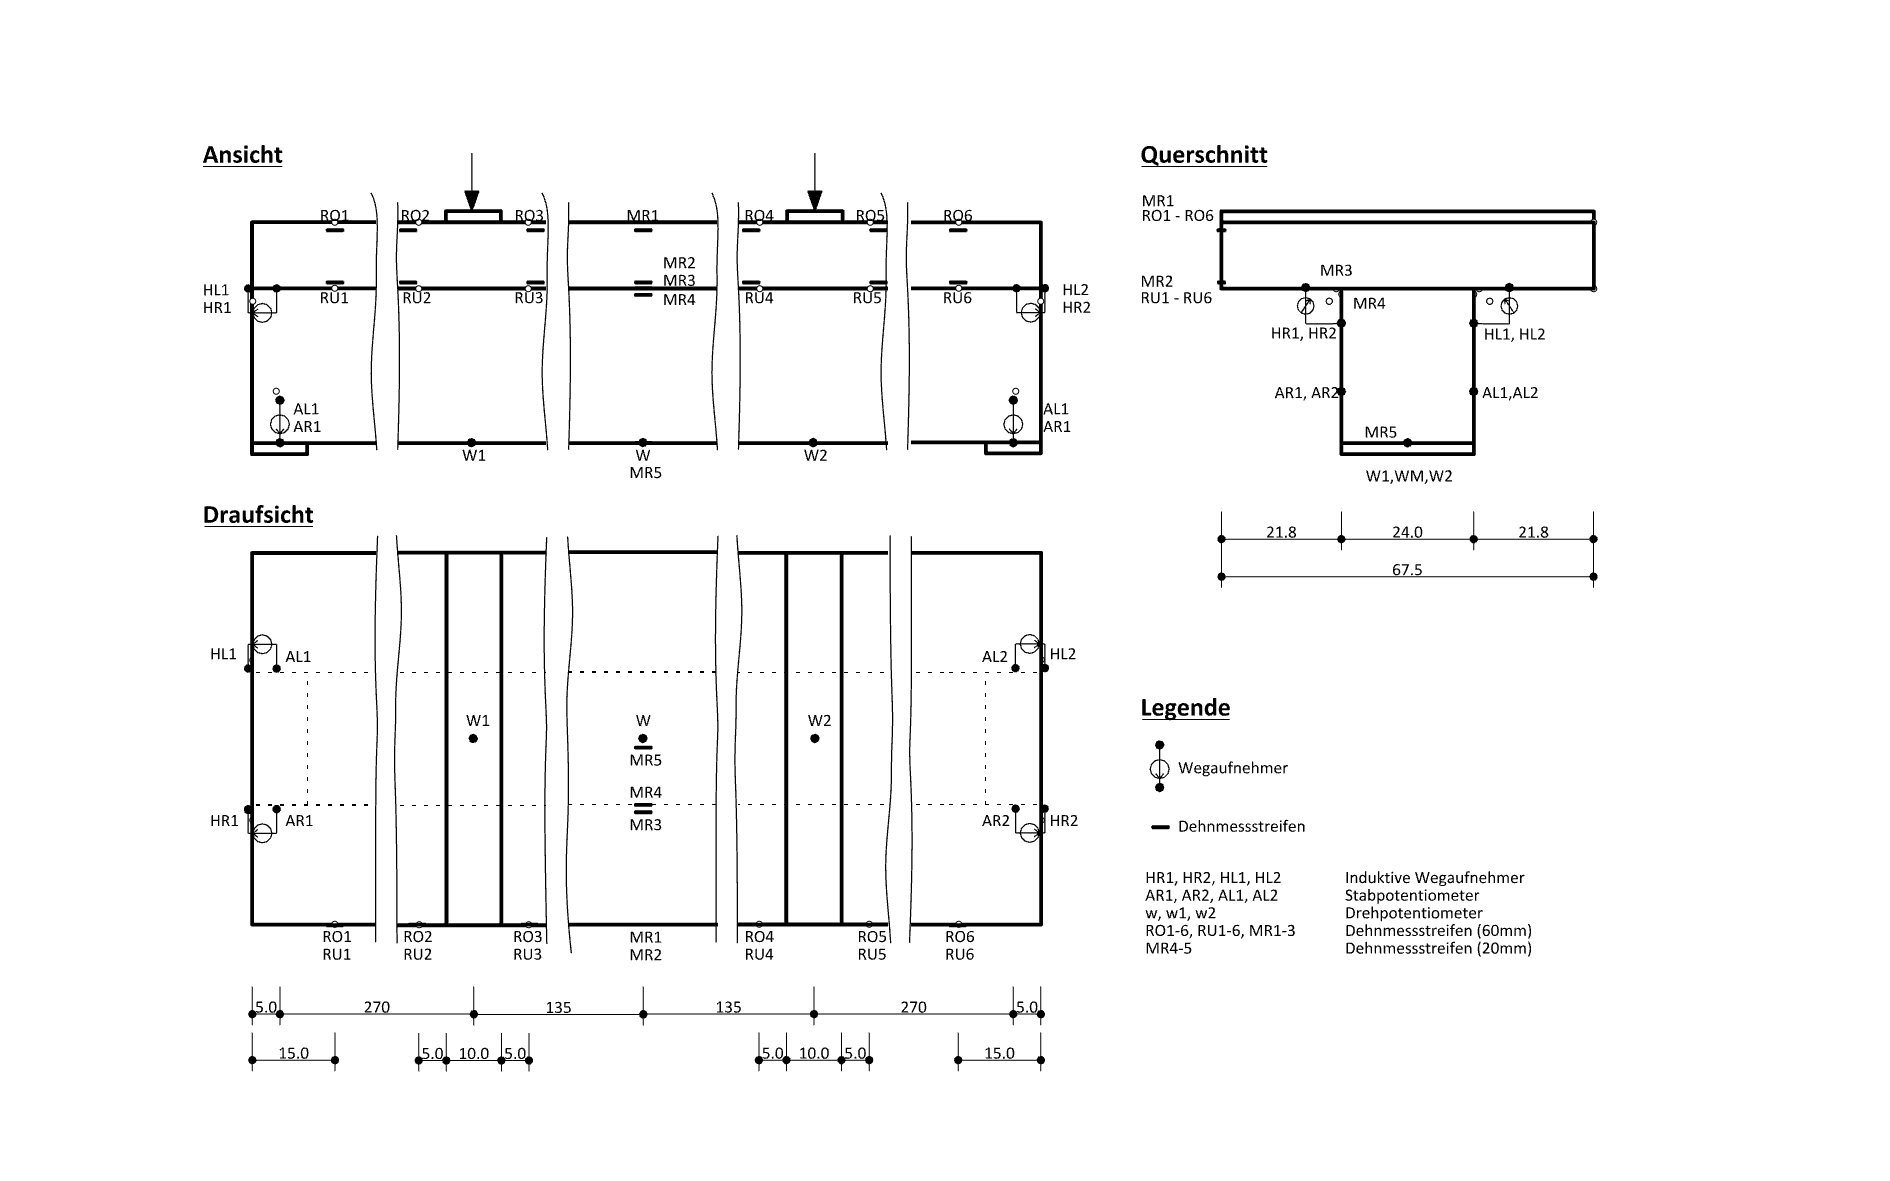 Ansicht
RO1 RO2 RO3 MR1 RO4 RO5 RO6
MR2
MR3
HL1 RU1 RU2 RU3 MR4 RU4 RU5 RU6 HL2
HR1 HR2
AL1 AL1
AR1 AR1
W1 W W2
MR5
Querschnitt
MR1
RO1 - RO6
MR3
MR2
RU1 - RU6
MR4
HR1, HR2 HL1, HL2
AR1, AR2 AL1,AL2
MR5
W1,WM,W2
21.8 24.0 21.8
67.5
Draufsicht
HL1 AL1 AL2 HL2
W1 W W2
MR5
MR4
HR1 AR1 MR3 AR2 HR2
RO1 RO2 RO3 MR1 RO4 RO5 RO6
RU1 RU2 RU3 MR2 RU4 RU5 RU6
5.0 270 135 135 270 5.0
15.0 5.0 10.0 5.0 5.0 10.0 5.0 15.0
Legende
Wegaufnehmer
Dehnmessstreifen
HR1, HR2, HL1, HL2 Induktive Wegaufnehmer
AR1, AR2, AL1, AL2 Stabpotentiometer
w, w1, w2 Drehpotentiometer
RO1-6, RU1-6, MR1-3 Dehnmessstreifen (60mm)
MR4-5 Dehnmessstreifen (20mm)